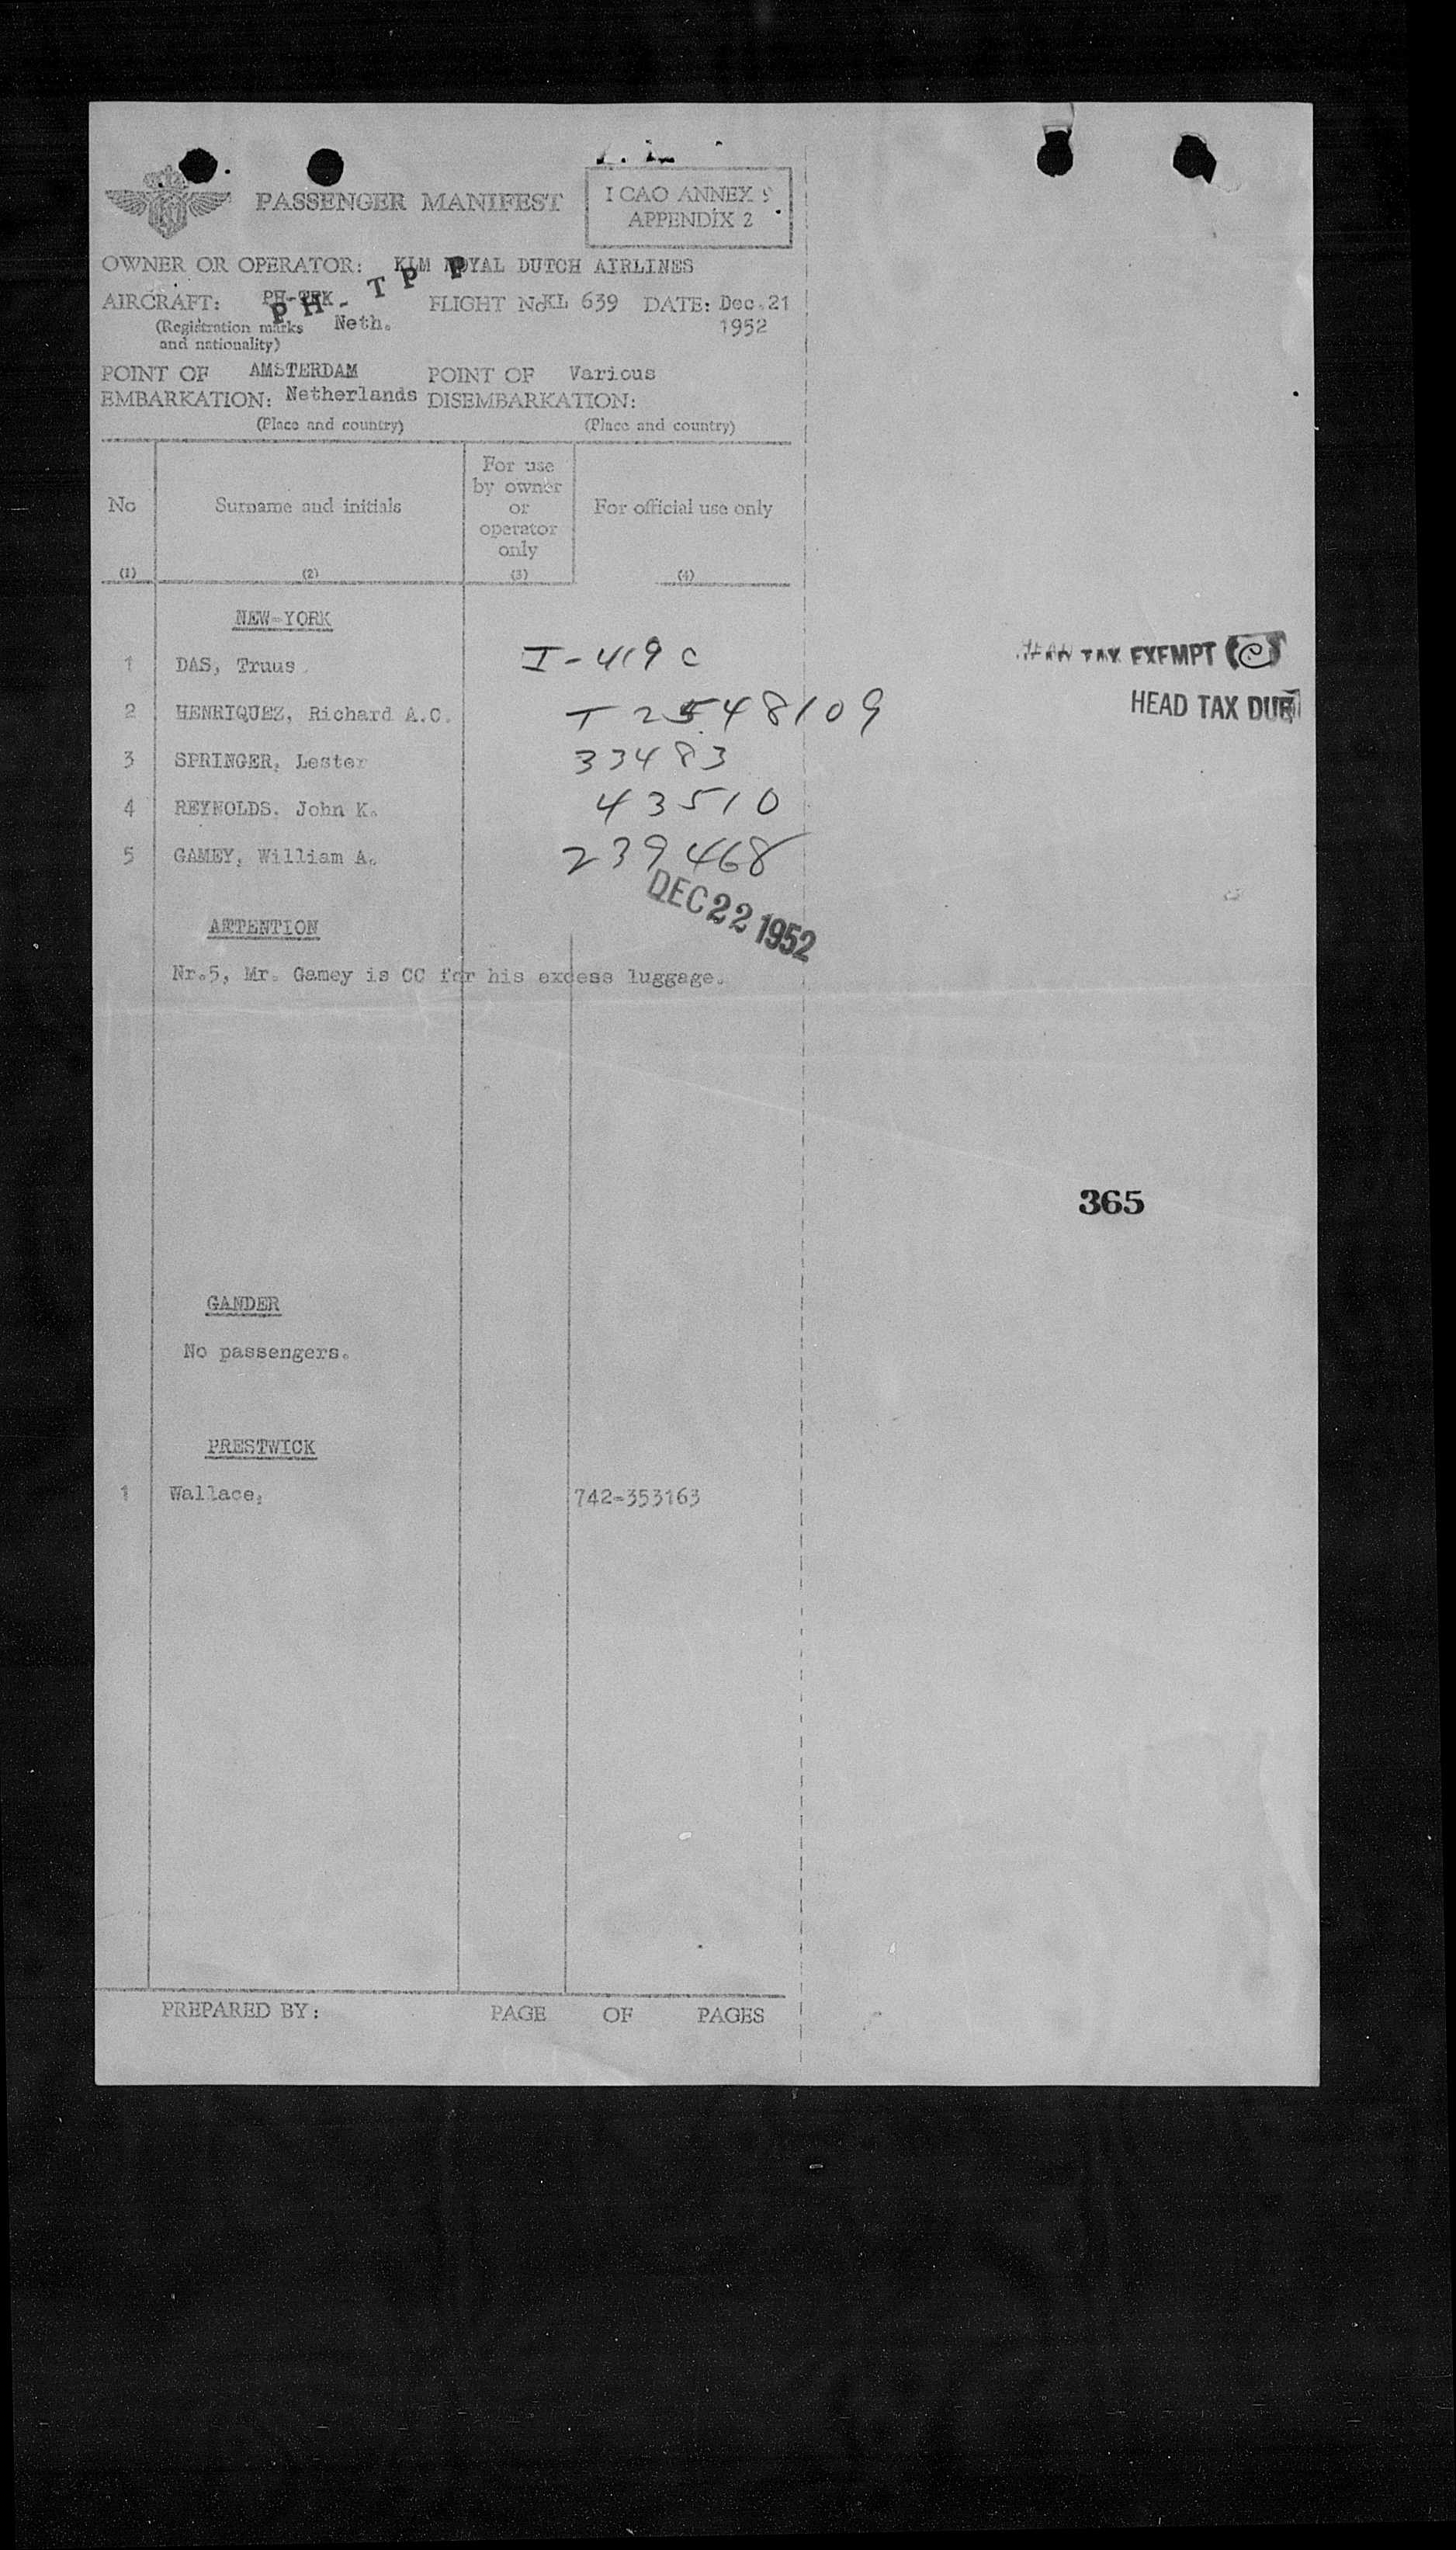 PASSENGER MANIFEST
ICAO ANNEX 9
APPENDIX 2
OWNER OR OPERATOR: KLM ROYAL DUTCH AIRLINES
PH-TPP
AIRCRAFT: PH-TPK FLIGHT No KL 639 DATE: Dec.21
(Registration marks Neth. 1952
and nationality)
POINT OF AMSTERDAM POINT OF Various
EMBARKATION: Netherlands DISEMBARKATION:
(Place and country) (Place and country)
No Surname and initials For use by owner or operator only For official use only
(1) (2) (3) (4)
NEW-YORK
1 DAS, Truus. I-419 C HEAD TAX EXEMPT
2 HENRIQUEZ, Richard A.C. T 2548109 HEAD TAX DUE
3 SPRINGER, Lester 33483
4 REYNOLDS. John K. 43510
5 GAMEY, William A. 239468
DEC 22 1952
ATTENTION
Nr.5, Mr. Gamey is CC for his excess luggage.
365
GANDER
No passengers.
PRESTWICK
1 Wallace, 742-353163
PREPARED BY: PAGE OF PAGES